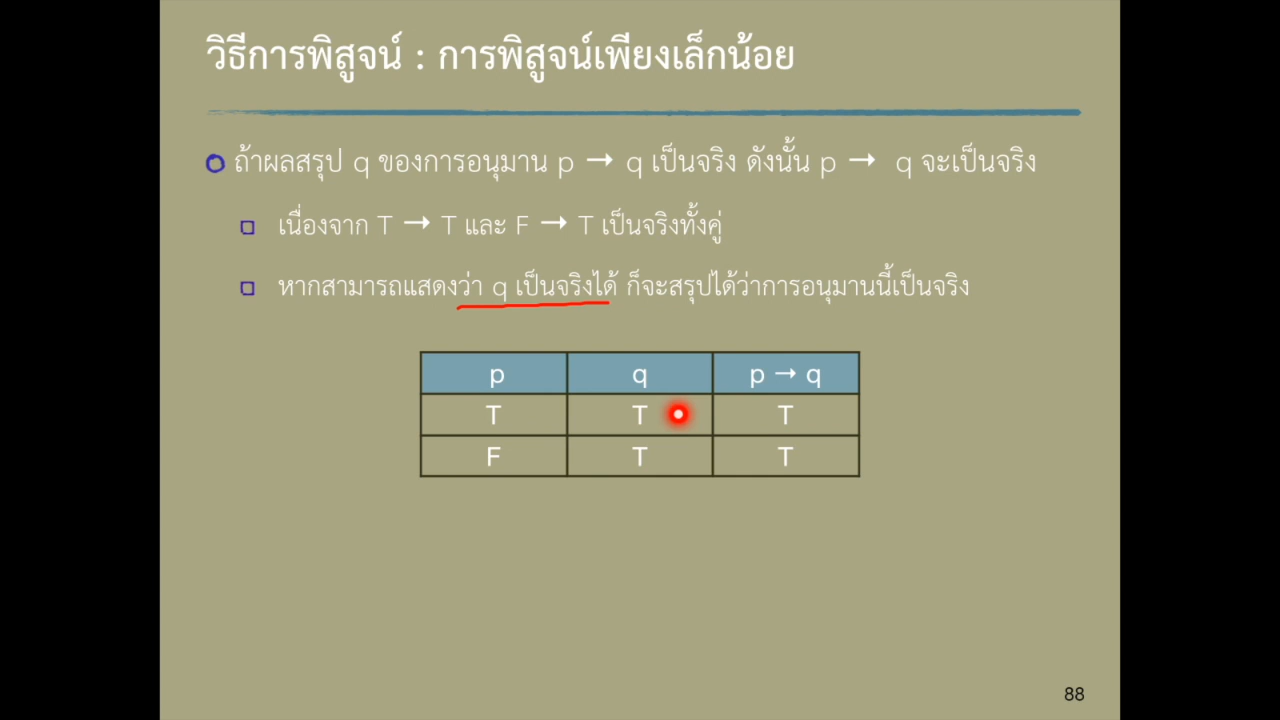 วิธีการพิสูจน์ : การพิสูจน์เพียงเล็กน้อย
ถ้าผลสรุป q ของการอนุมาน p → q เป็นจริง ดังนั้น p → q จะเป็นจริง
เนื่องจาก T → T และ F → T เป็นจริงทั้งคู่
หากสามารถแสดงว่า q เป็นจริงได้ ก็จะสรุปได้ว่าการอนุมานนี้เป็นจริง
p q p → q
T T T
F T T
88